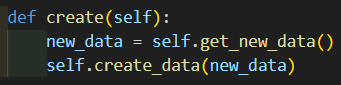 def create(self):
    new_data = self.get_new_data()
    self.create_data(new_data)